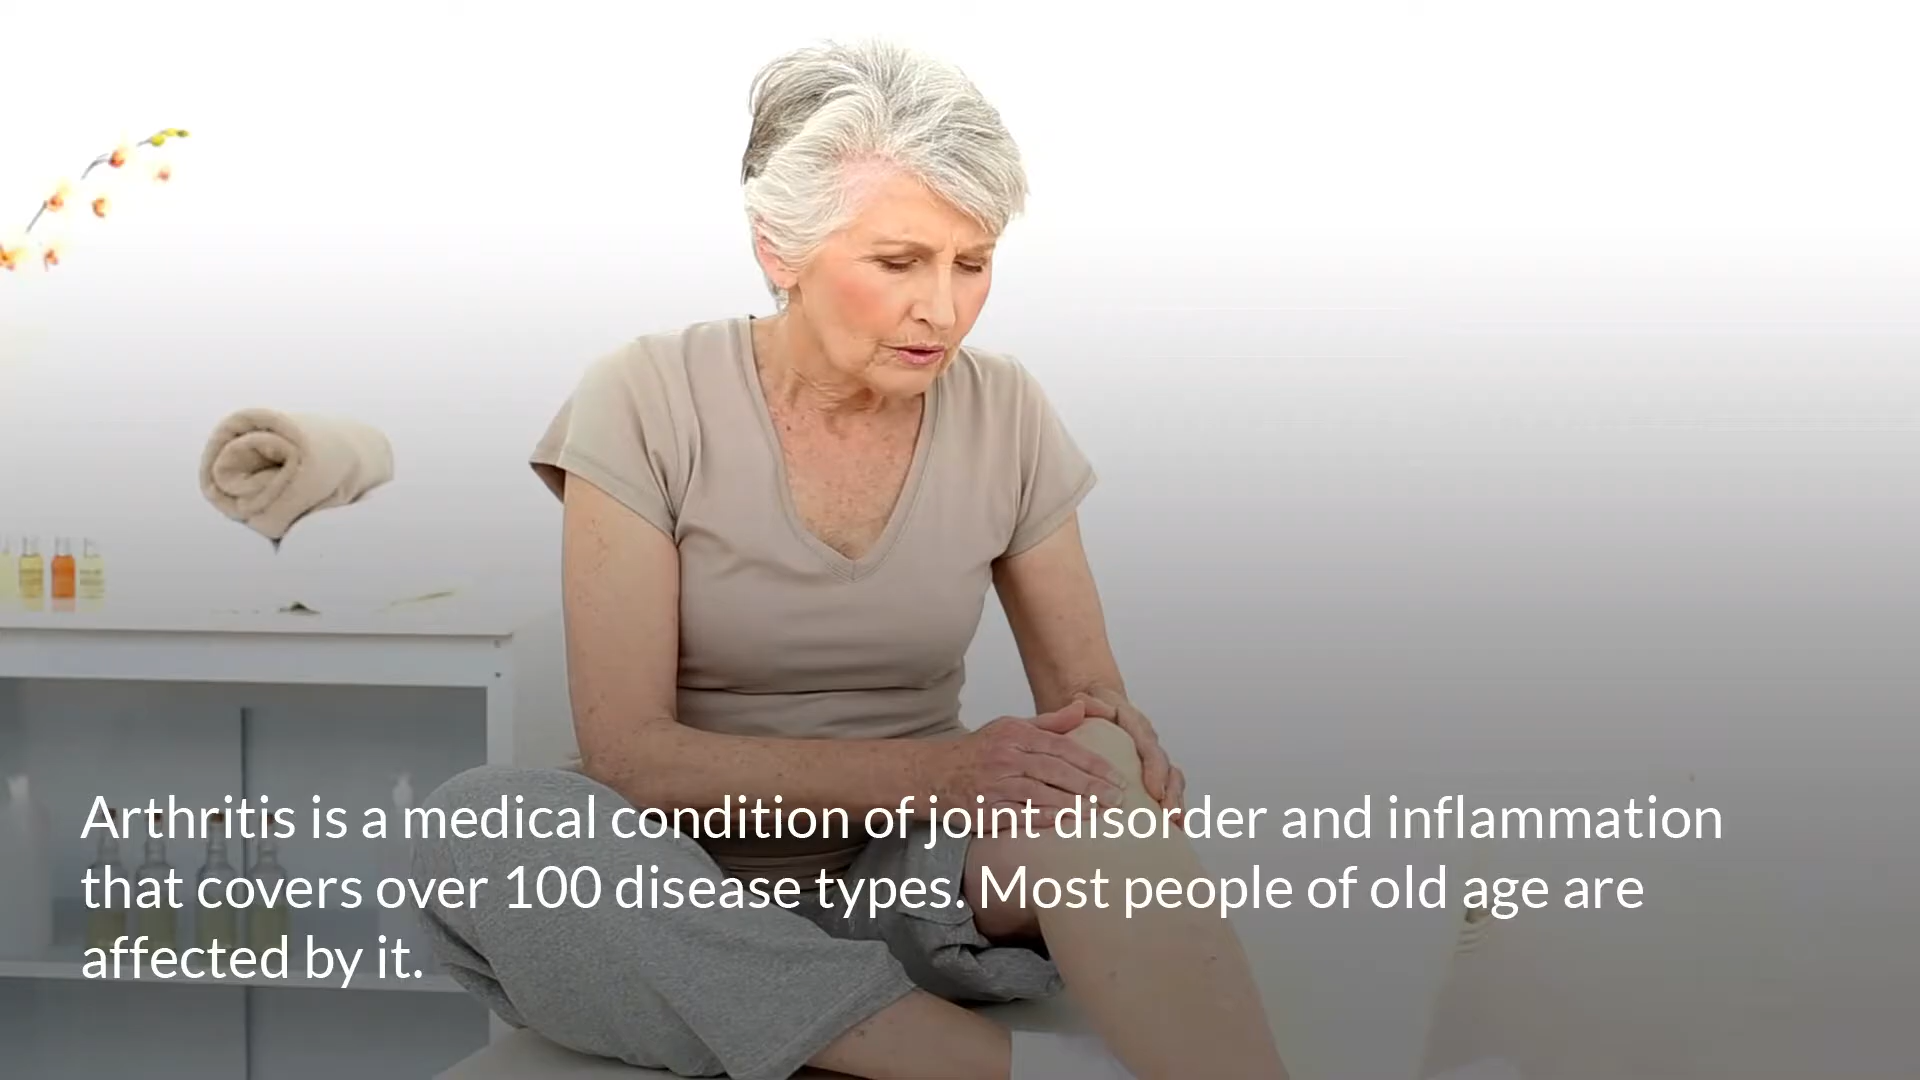 Arthritis is a medical condition of joint disorder and inflammation
that covers over 100 disease types. Most people of old age are
affected by it.